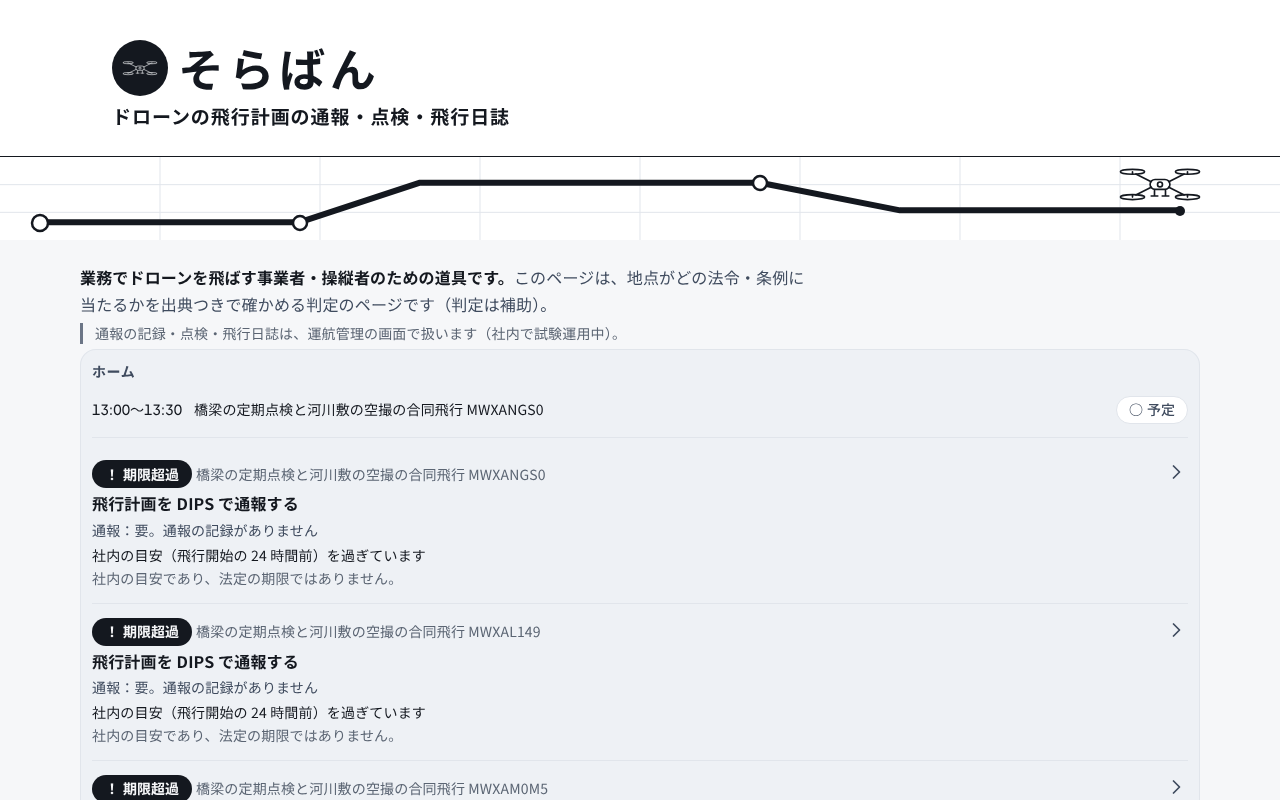 そらばん
ドローンの飛行計画の通報・点検・飛行日誌
業務でドローンを飛ばす事業者・操縦者のための道具です。このページは、地点がどの法令・条例に
当たるかを出典つきで確かめる判定のページです（判定は補助）。
通報の記録・点検・飛行日誌は、運航管理の画面で扱います（社内で試験運用中）。
ホーム
13:00〜13:30 橋梁の定期点検と河川敷の空撮の合同飛行 MWXANGS0
予定
！ 期限超過 橋梁の定期点検と河川敷の空撮の合同飛行 MWXANGS0
飛行計画を DIPS で通報する
通報：要。通報の記録がありません
社内の目安（飛行開始の 24 時間前）を過ぎています
社内の目安であり、法定の期限ではありません。
！ 期限超過 橋梁の定期点検と河川敷の空撮の合同飛行 MWXAL149
飛行計画を DIPS で通報する
通報：要。通報の記録がありません
社内の目安（飛行開始の 24 時間前）を過ぎています
社内の目安であり、法定の期限ではありません。
！ 期限超過 橋梁の定期点検と河川敷の空撮の合同飛行 MWXAM0M5